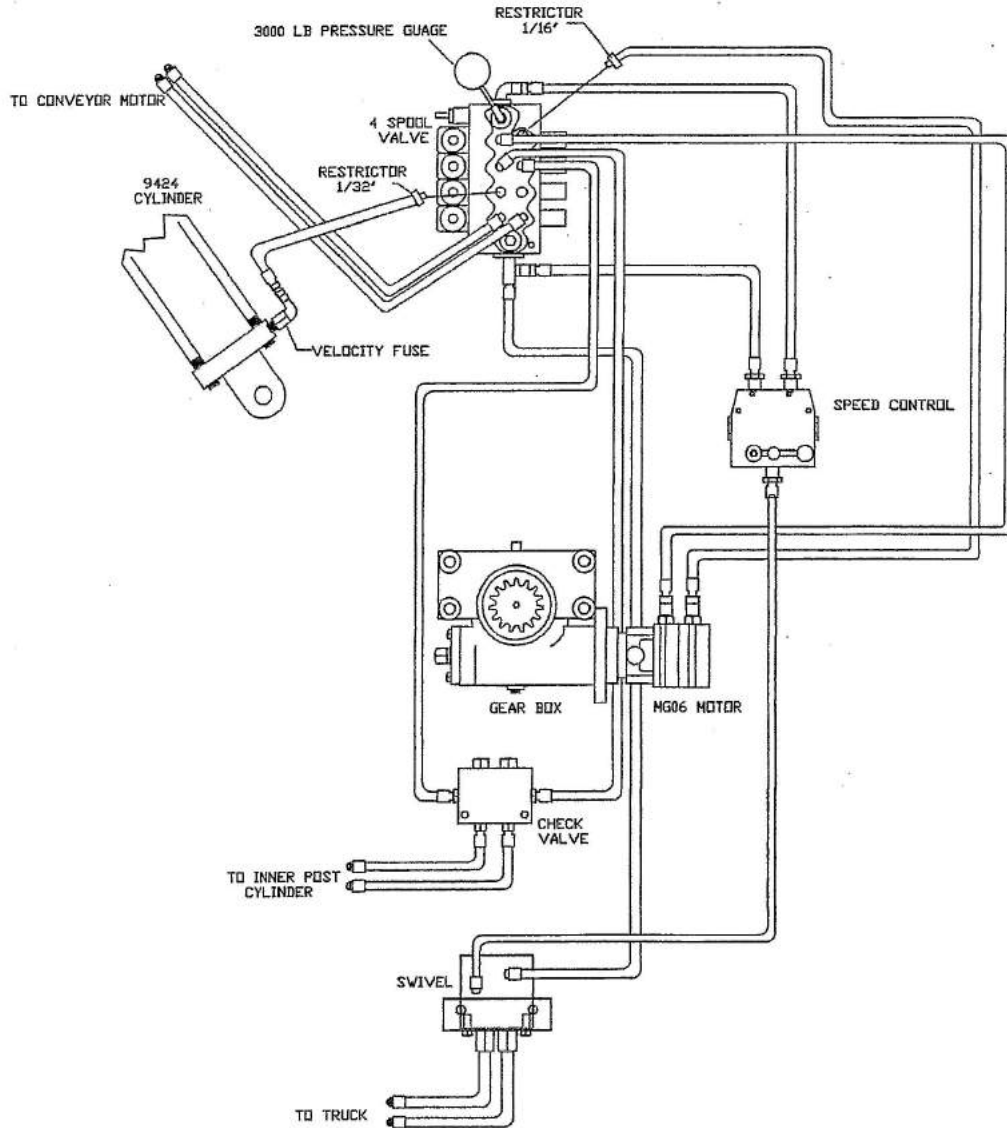 RESTRICTOR
1/16"
3000 LB PRESSURE GUAGE
TO CONVEYOR MOTOR
4 SPOOL
VALVE
RESTRICTOR
1/32"
9424
CYLINDER
VELOCITY FUSE
SPEED CONTROL
GEAR BOX
MG06 MOTOR
CHECK
VALVE
TO INNER POST
CYLINDER
SWIVEL
TO TRUCK